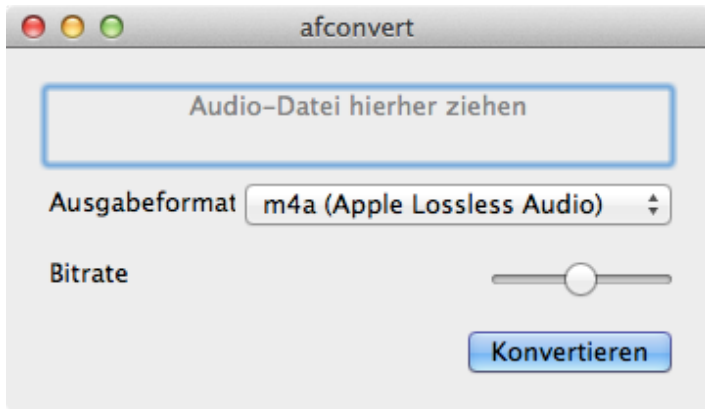 afconvert
Audio-Datei hierher ziehen
Ausgabeformat m4a (Apple Lossless Audio)
Bitrate
Konvertieren